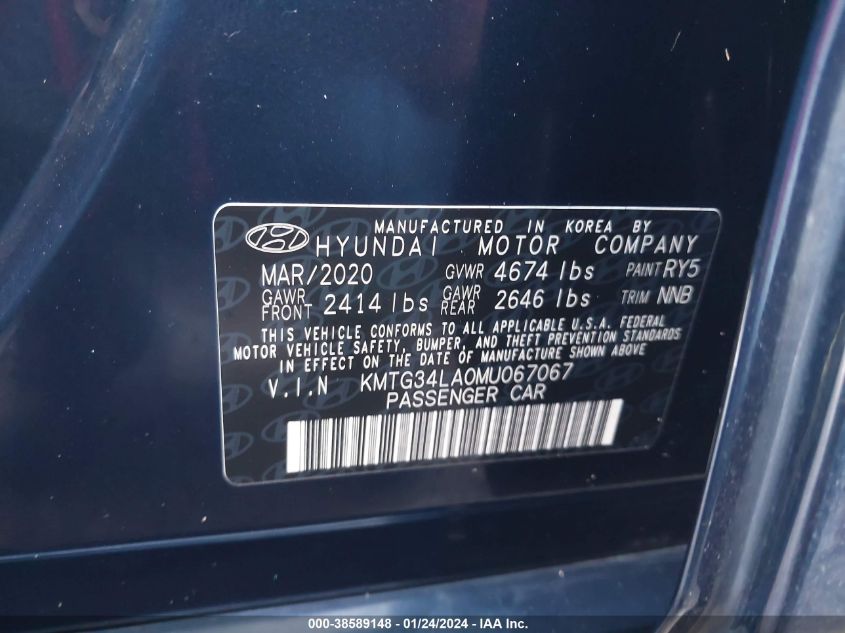 MANUFACTURED IN KOREA BY
HYUNDAI MOTOR COMPANY
MAR/2020 GVWR 4674 lbs PAINT RY5
GAWR FRONT 2414 lbs GAWR REAR 2646 lbs TRIM NNB
THIS VEHICLE CONFORMS TO ALL APPLICABLE U.S.A. FEDERAL
MOTOR VEHICLE SAFETY, BUMPER, AND THEFT PREVENTION STANDARDS
IN EFFECT ON THE DATE OF MANUFACTURE SHOWN ABOVE
V.I.N KMTG34LA0MU067067
PASSENGER CAR
000-38589148 - 01/24/2024 - IAA Inc.